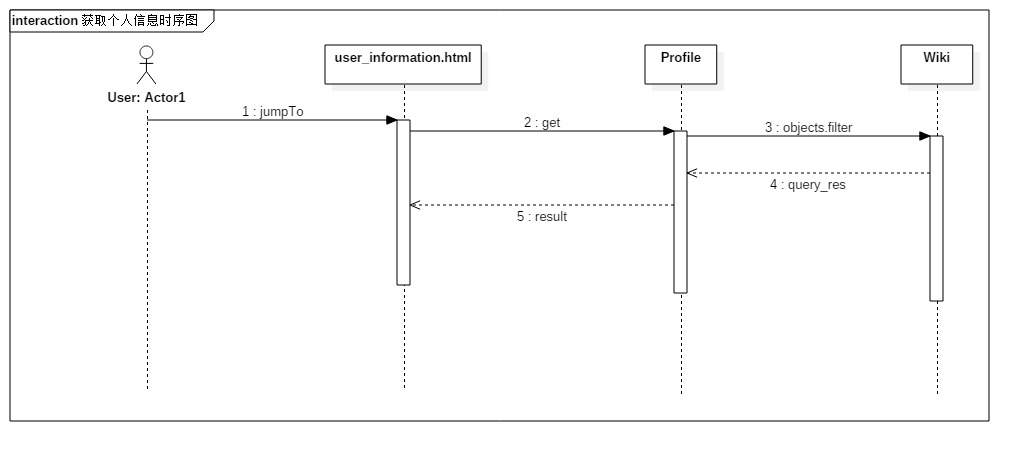 interaction 获取个人信息时序图
user_information.html
Profile
Wiki
User: Actor1
1 : jumpTo
2 : get
3 : objects.filter
4 : query_res
5 : result